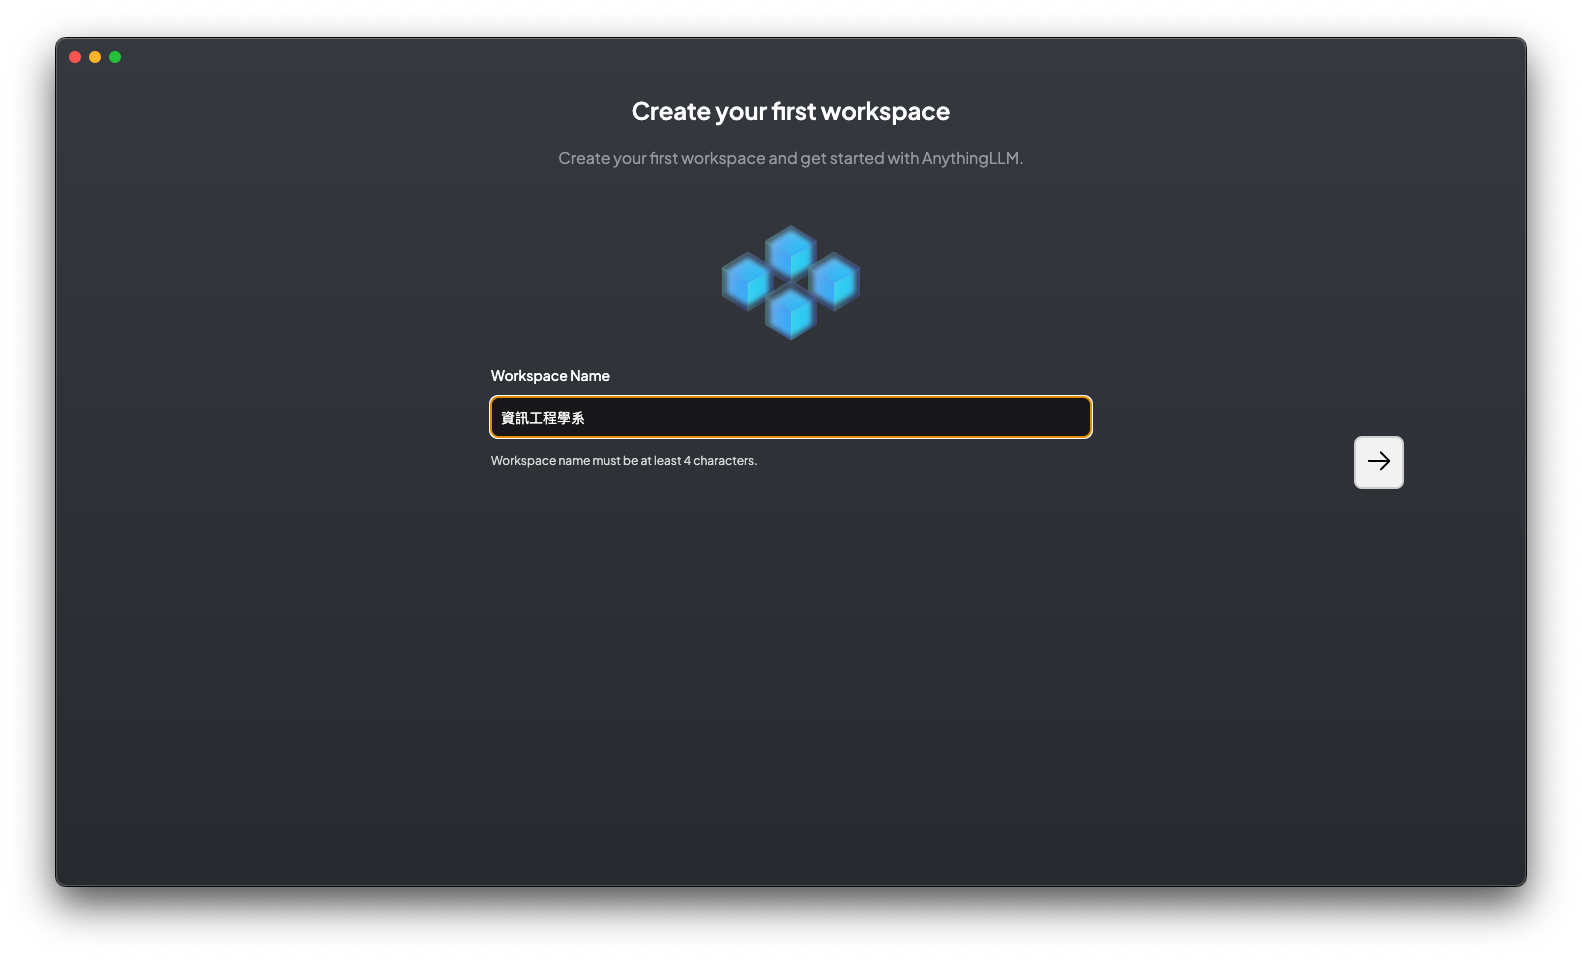 Create your first workspace
Create your first workspace and get started with AnythingLLM.
Workspace Name
資訊工程學系
Workspace name must be at least 4 characters.